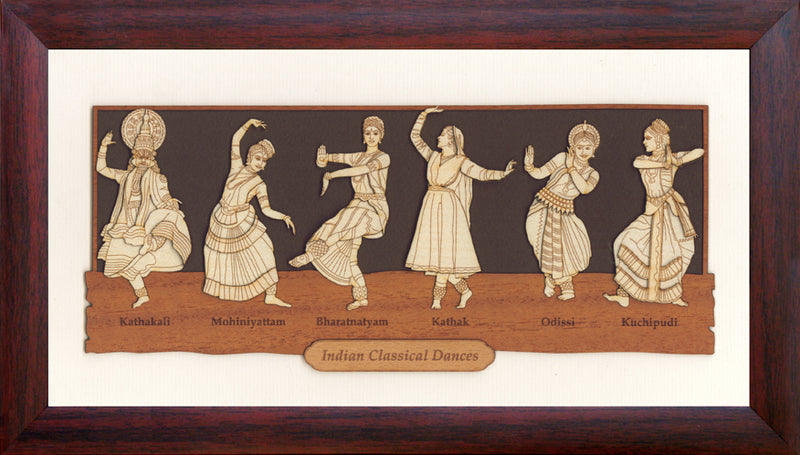 Kathakali
Mohiniyattam
Bharatnatyam
Kathak
Odissi
Kuchipudi
Indian Classical Dances